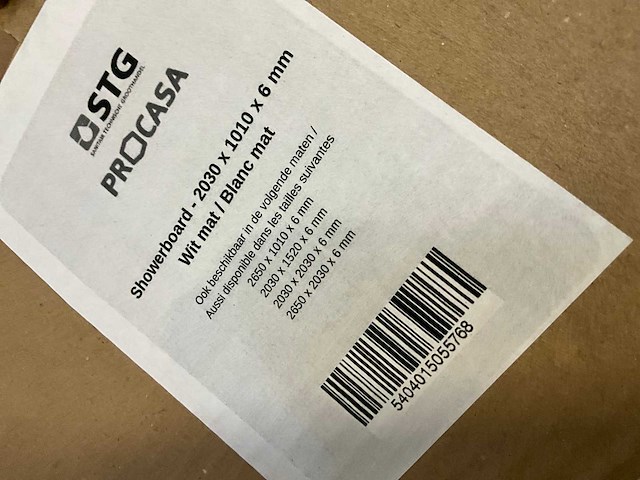 STG
SANITAIR TECHNISCHE GROOTHANDEL
PROCASA
Showerboard - 2030 x 1010 x 6 mm
Wit mat / Blanc mat
Ook beschikbaar in de volgende maten /
Aussi disponible dans les tailles suivantes
2650 x 1010 x 6 mm
2030 x 1520 x 6 mm
2030 x 2030 x 6 mm
2650 x 2030 x 6 mm
5404015055768